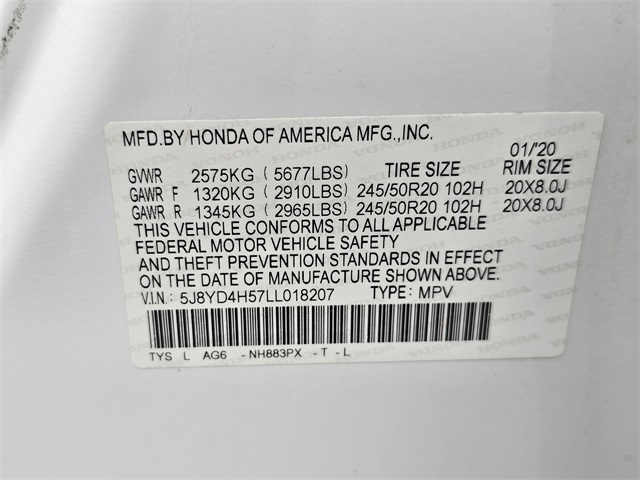 MFD.BY HONDA OF AMERICA MFG.,INC.
01/'20
GVWR 2575KG ( 5677LBS) TIRE SIZE RIM SIZE
GAWR F 1320KG ( 2910LBS) 245/50R20 102H 20X8.0J
GAWR R 1345KG ( 2965LBS) 245/50R20 102H 20X8.0J
THIS VEHICLE CONFORMS TO ALL APPLICABLE
FEDERAL MOTOR VEHICLE SAFETY
AND THEFT PREVENTION STANDARDS IN EFFECT
ON THE DATE OF MANUFACTURE SHOWN ABOVE.
V.I.N: 5J8YD4H57LL018207 TYPE: MPV
TYS L AG6 -NH883PX -T -L